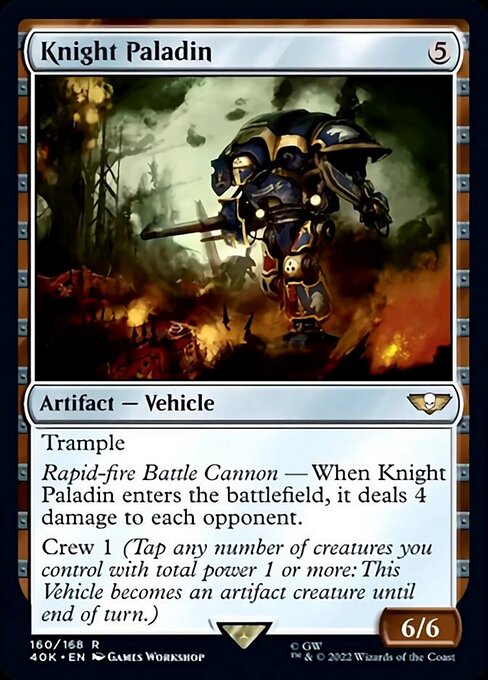 Knight Paladin 5
Artifact — Vehicle
Trample
Rapid-fire Battle Cannon — When Knight
Paladin enters the battlefield, it deals 4
damage to each opponent.
Crew 1 (Tap any number of creatures you
control with total power 1 or more: This
Vehicle becomes an artifact creature until
end of turn.)
6/6
160/168 R
40K • EN Games Workshop
© GW
™ & © 2022 Wizards of the Coast